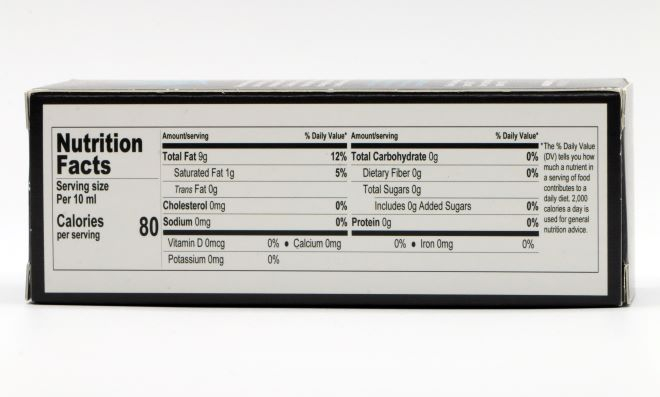 Nutrition
Facts
Serving size
Per 10 ml
Calories
per serving
80
Amount/serving % Daily Value*
Total Fat 9g 12%
Saturated Fat 1g 5%
Trans Fat 0g
Cholesterol 0mg 0%
Sodium 0mg 0%
Amount/serving % Daily Value*
Total Carbohydrate 0g 0%
Dietary Fiber 0g 0%
Total Sugars 0g
Includes 0g Added Sugars 0%
Protein 0g 0%
Vitamin D 0mcg 0% • Calcium 0mg 0% • Iron 0mg 0%
Potassium 0mg 0%
*The % Daily Value
(DV) tells you how
much a nutrient in
a serving of food
contributes to a
daily diet. 2,000
calories a day is
used for general
nutrition advice.